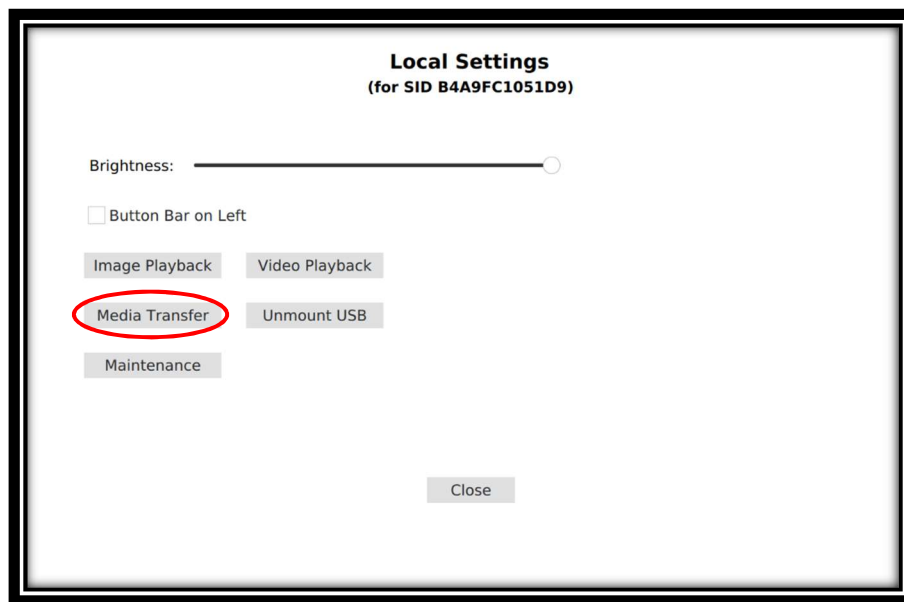 Local Settings
(for SID B4A9FC1051D9)
Brightness:
Button Bar on Left
Image Playback Video Playback
Media Transfer Unmount USB
Maintenance
Close